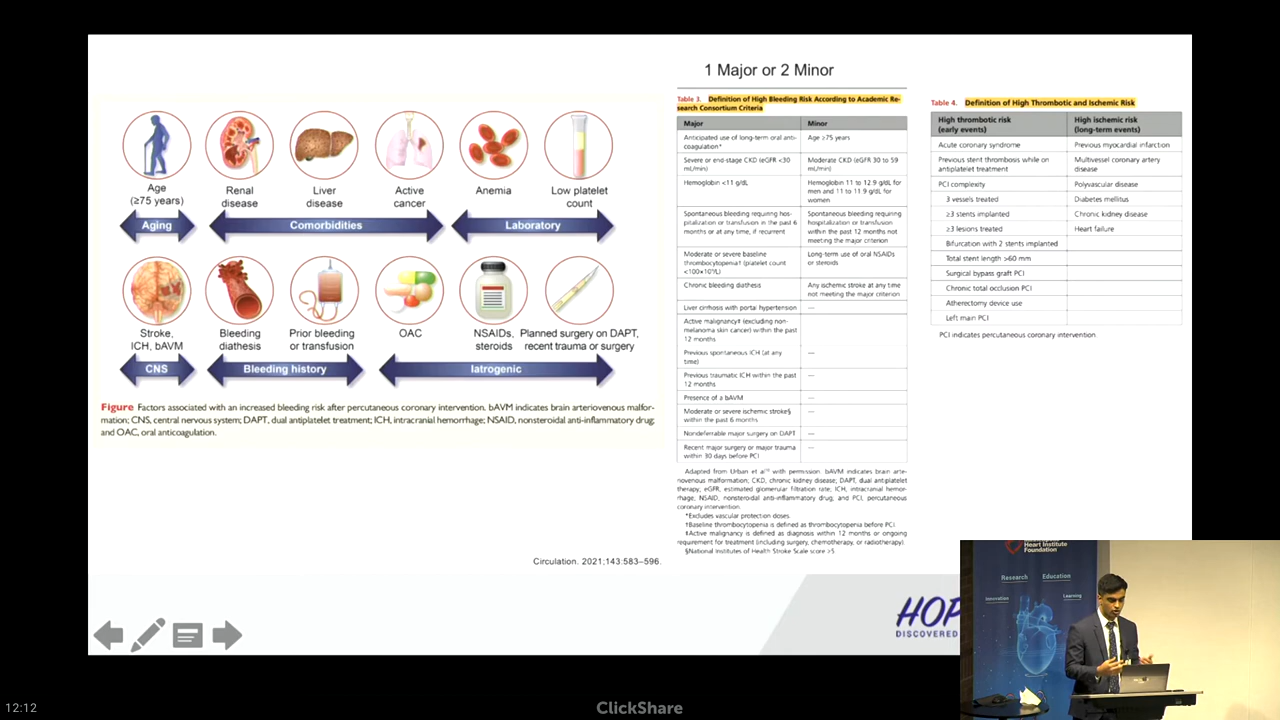 1 Major or 2 Minor
Age
(≥75 years)
Renal
disease
Liver
disease
Active
cancer
Anemia
Low platelet
count
Aging
Comorbidities
Laboratory
Stroke,
ICH, bAVM
Bleeding
diathesis
Prior bleeding
or transfusion
OAC
NSAIDs,
steroids
Planned surgery on DAPT,
recent trauma or surgery
CNS
Bleeding history
Iatrogenic
Figure Factors associated with an increased bleeding risk after percutaneous coronary intervention. bAVM indicates brain arteriovenous malfor-
mation; CNS, central nervous system; DAPT, dual antiplatelet treatment; ICH, intracranial hemorrhage; NSAID, nonsteroidal anti-inflammatory drug;
and OAC, oral anticoagulation.
Circulation. 2021;143:583–596.
Table 3. Definition of High Bleeding Risk According to Academic Re-
search Consortium Criteria
Major Minor
Anticipated use of long-term oral anti-
coagulation*
Age ≥75 years
Severe or end-stage CKD (eGFR <30
mL/min)
Moderate CKD (eGFR 30 to 59
mL/min)
Hemoglobin <11 g/dL
Hemoglobin 11 to 12.9 g/dL for
men and 11 to 11.9 g/dL for
women
Spontaneous bleeding requiring hos-
pitalization or transfusion in the past 6
months or at any time, if recurrent
Spontaneous bleeding requiring
hospitalization or transfusion
within the past 12 months not
meeting the major criterion
Moderate or severe baseline
thrombocytopenia† (platelet count
<100×10⁹/L)
Long-term use of oral NSAIDs
or steroids
Chronic bleeding diathesis
Any ischemic stroke at any time
not meeting the major criterion
Liver cirrhosis with portal hypertension —
Active malignancy‡ (excluding non-
melanoma skin cancer) within the past
12 months
Previous spontaneous ICH (at any
time)
—
Previous traumatic ICH within the past
12 months
—
Presence of a bAVM —
Moderate or severe ischemic stroke§
within the past 6 months
—
Nondeferrable major surgery on DAPT —
Recent major surgery or major trauma
within 30 days before PCI
—
Adapted from Urban et al with permission. bAVM indicates brain arte-
novenous malformation; CKD, chronic kidney disease; DAPT, dual antiplatelet
therapy; eGFR, estimated glomerular filtration rate; ICH, intracranial hemor-
rhage, NSAID, nonsteroidal anti-inflammatory drug; and PCI, percutaneous
coronary intervention.
*Excludes vascular protection doses.
†Baseline thrombocytopenia is defined as thrombocytopenia before PCI.
‡Active malignancy is defined as diagnosis within 12 months or ongoing
requirement for treatment (including surgery, chemotherapy, or radiotherapy).
§National Institutes of Health Stroke Scale score >5
Table 4. Definition of High Thrombotic and Ischemic Risk
High thrombotic risk
(early events)
High ischemic risk
(long-term events)
Acute coronary syndrome
Previous myocardial infarction
Previous stent thrombosis while on
antiplatelet treatment
Multivessel coronary artery
disease
PCI complexity
Polyvascular disease
3 vessels treated
Diabetes mellitus
≥3 stents implanted
Chronic kidney disease
≥3 lesions treated
Heart failure
Bifurcation with 2 stents implanted
Total stent length >60 mm
Surgical bypass graft PCI
Chronic total occlusion PCI
Atherectomy device use
Left main PCI
PCI indicates percutaneous coronary intervention.
HOP
DISCOVERED
Heart Institute
Foundation
Research
Education
Innovation
Learning
12:12
ClickShare